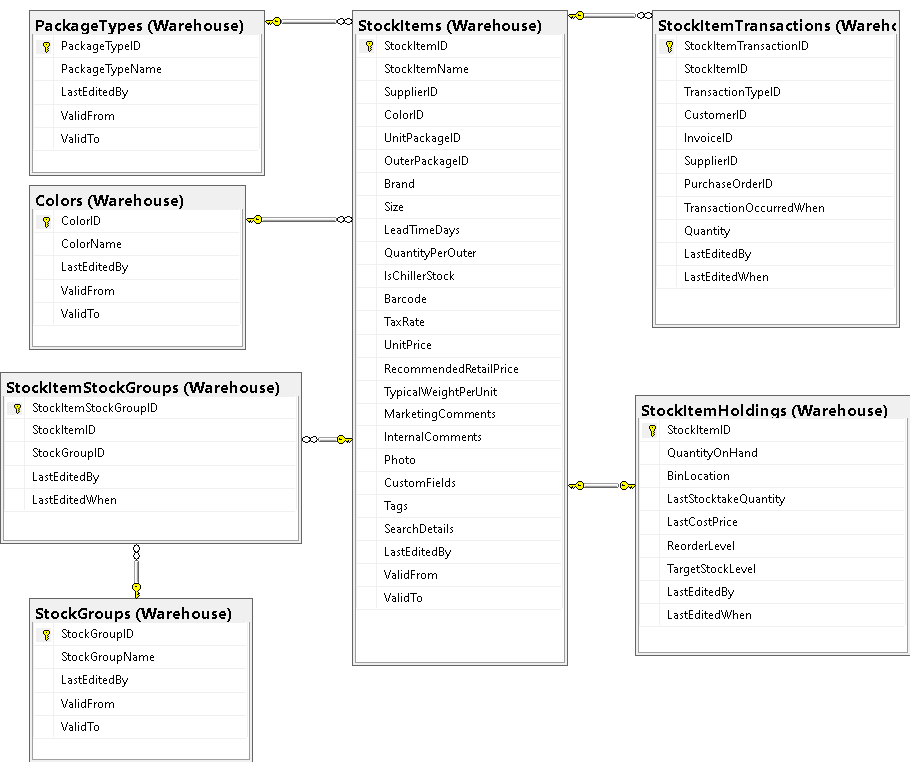 PackageTypes (Warehouse)
PackageTypeID
PackageTypeName
LastEditedBy
ValidFrom
ValidTo
Colors (Warehouse)
ColorID
ColorName
LastEditedBy
ValidFrom
ValidTo
StockItemStockGroups (Warehouse)
StockItemStockGroupID
StockItemID
StockGroupID
LastEditedBy
LastEditedWhen
StockGroups (Warehouse)
StockGroupID
StockGroupName
LastEditedBy
ValidFrom
ValidTo
StockItems (Warehouse)
StockItemID
StockItemName
SupplierID
ColorID
UnitPackageID
OuterPackageID
Brand
Size
LeadTimeDays
QuantityPerOuter
IsChillerStock
Barcode
TaxRate
UnitPrice
RecommendedRetailPrice
TypicalWeightPerUnit
MarketingComments
InternalComments
Photo
CustomFields
Tags
SearchDetails
LastEditedBy
ValidFrom
ValidTo
StockItemTransactions (Wareho
StockItemTransactionID
StockItemID
TransactionTypeID
CustomerID
InvoiceID
SupplierID
PurchaseOrderID
TransactionOccurredWhen
Quantity
LastEditedBy
LastEditedWhen
StockItemHoldings (Warehouse)
StockItemID
QuantityOnHand
BinLocation
LastStocktakeQuantity
LastCostPrice
ReorderLevel
TargetStockLevel
LastEditedBy
LastEditedWhen